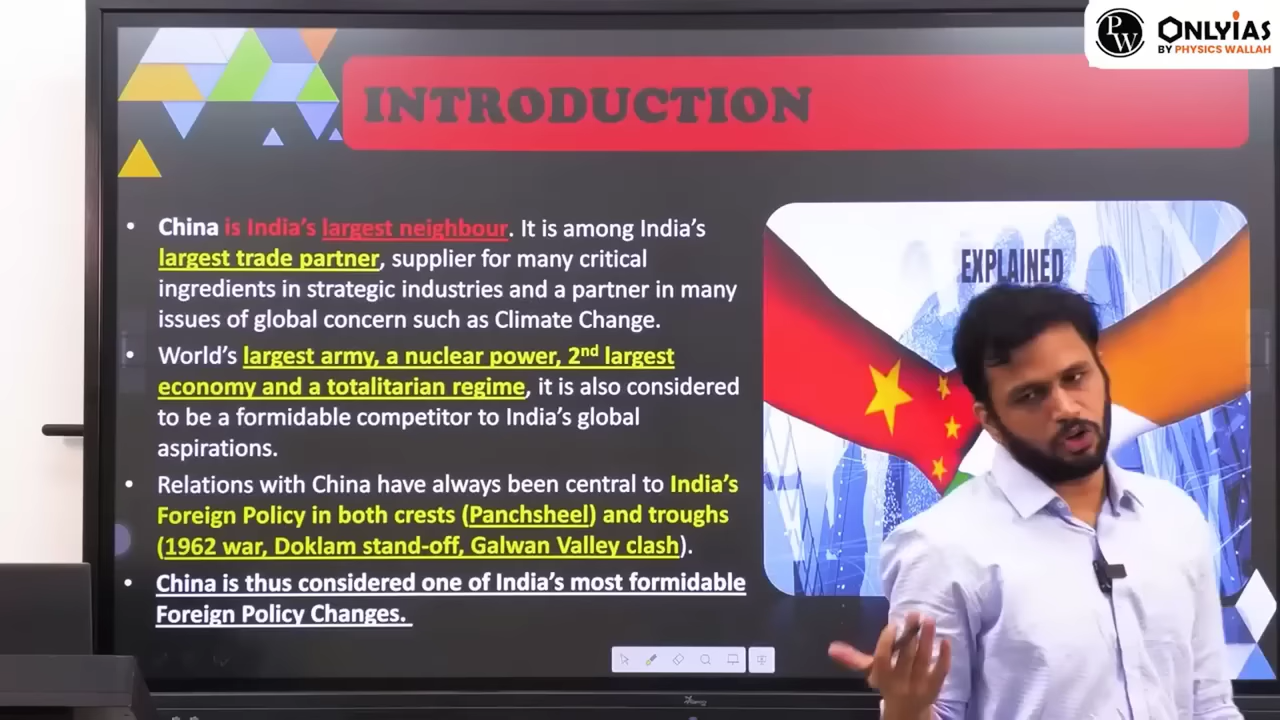 PW
ONLYIAS
BY PHYSICS WALLAH
INTRODUCTION
• China is India's largest neighbour. It is among India's
largest trade partner, supplier for many critical
ingredients in strategic industries and a partner in many
issues of global concern such as Climate Change.
• World's largest army, a nuclear power, 2nd largest
economy and a totalitarian regime, it is also considered
to be a formidable competitor to India's global
aspirations.
• Relations with China have always been central to India's
Foreign Policy in both crests (Panchsheel) and troughs
(1962 war, Doklam stand-off, Galwan Valley clash).
• China is thus considered one of India's most formidable
Foreign Policy Changes.
EXPLAINED